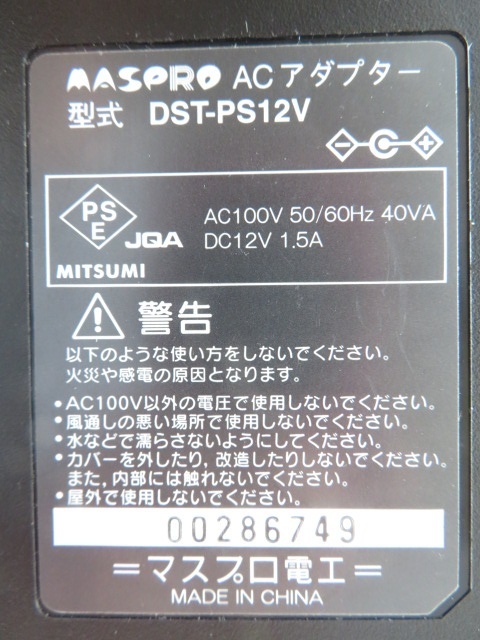 MASPRO ACアダプター
型式 DST-PS12V
PSE JQA
AC100V 50/60Hz 40VA
DC12V 1.5A
MITSUMI
警告
以下のような使い方をしないでください。
火災や感電の原因となります。
•AC100V以外の電圧で使用しないでください。
•風通しの悪い場所で使用しないでください。
•水などで濡らさないようにしてください。
•カバーを外したり,改造したりしないでください。
また,内部には触れないでください。
•屋外で使用しないでください。
00286749
=マスプロ電工=
MADE IN CHINA